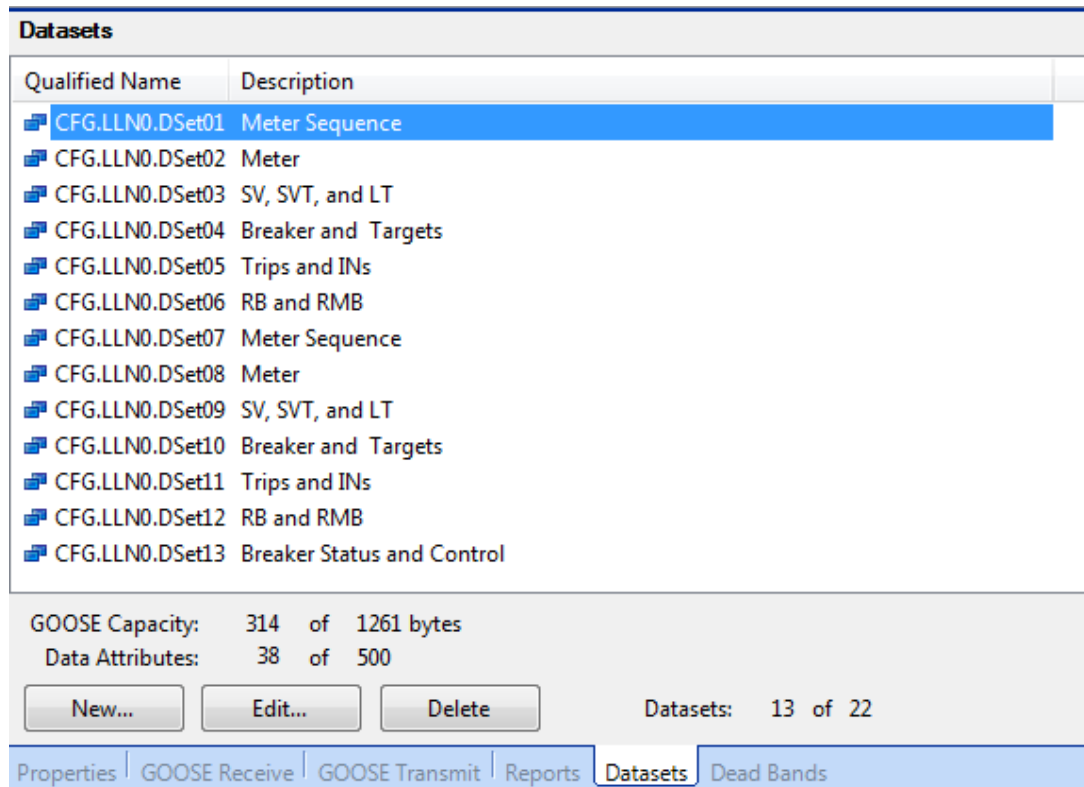 Datasets
Qualified Name Description
CFG.LLN0.DSet01 Meter Sequence
CFG.LLN0.DSet02 Meter
CFG.LLN0.DSet03 SV, SVT, and LT
CFG.LLN0.DSet04 Breaker and  Targets
CFG.LLN0.DSet05 Trips and INs
CFG.LLN0.DSet06 RB and RMB
CFG.LLN0.DSet07 Meter Sequence
CFG.LLN0.DSet08 Meter
CFG.LLN0.DSet09 SV, SVT, and LT
CFG.LLN0.DSet10 Breaker and  Targets
CFG.LLN0.DSet11 Trips and INs
CFG.LLN0.DSet12 RB and RMB
CFG.LLN0.DSet13 Breaker Status and Control
GOOSE Capacity: 314 of 1261 bytes
Data Attributes: 38 of 500
New... Edit... Delete Datasets: 13 of 22
Properties GOOSE Receive GOOSE Transmit Reports Datasets Dead Bands